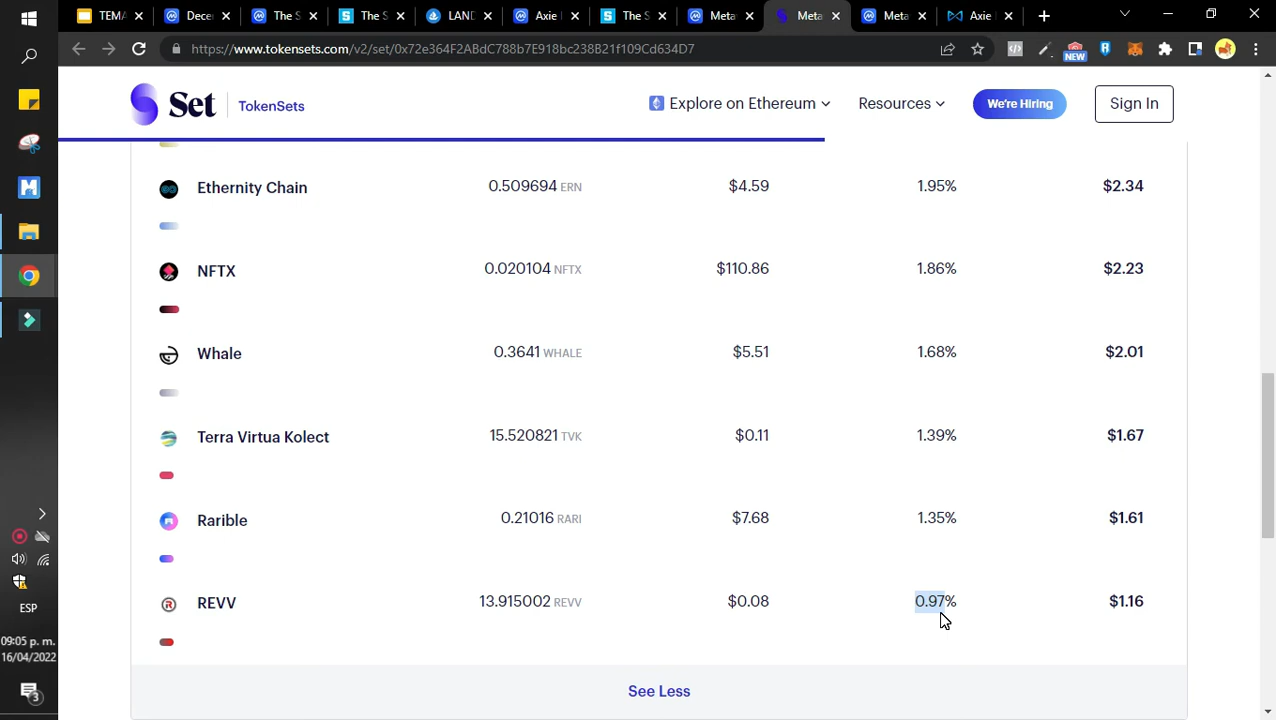 TEMA
Decer
The S
The S
LAND
Axie I
The S
Meta
Meta
Meta
Axie
https://www.tokensets.com/v2/set/0x72e364F2ABdC788b7E918bc238B21f109Cd634D7
NEW
Set
TokenSets
Explore on Ethereum
Resources
We're Hiring
Sign In
Ethernity Chain 0.509694 ERN $4.59 1.95% $2.34
NFTX 0.020104 NFTX $110.86 1.86% $2.23
Whale 0.3641 WHALE $5.51 1.68% $2.01
Terra Virtua Kolect 15.520821 TVK $0.11 1.39% $1.67
Rarible 0.21016 RARI $7.68 1.35% $1.61
REVV 13.915002 REVV $0.08 0.97% $1.16
See Less
ESP
09:05 p. m.
16/04/2022
3